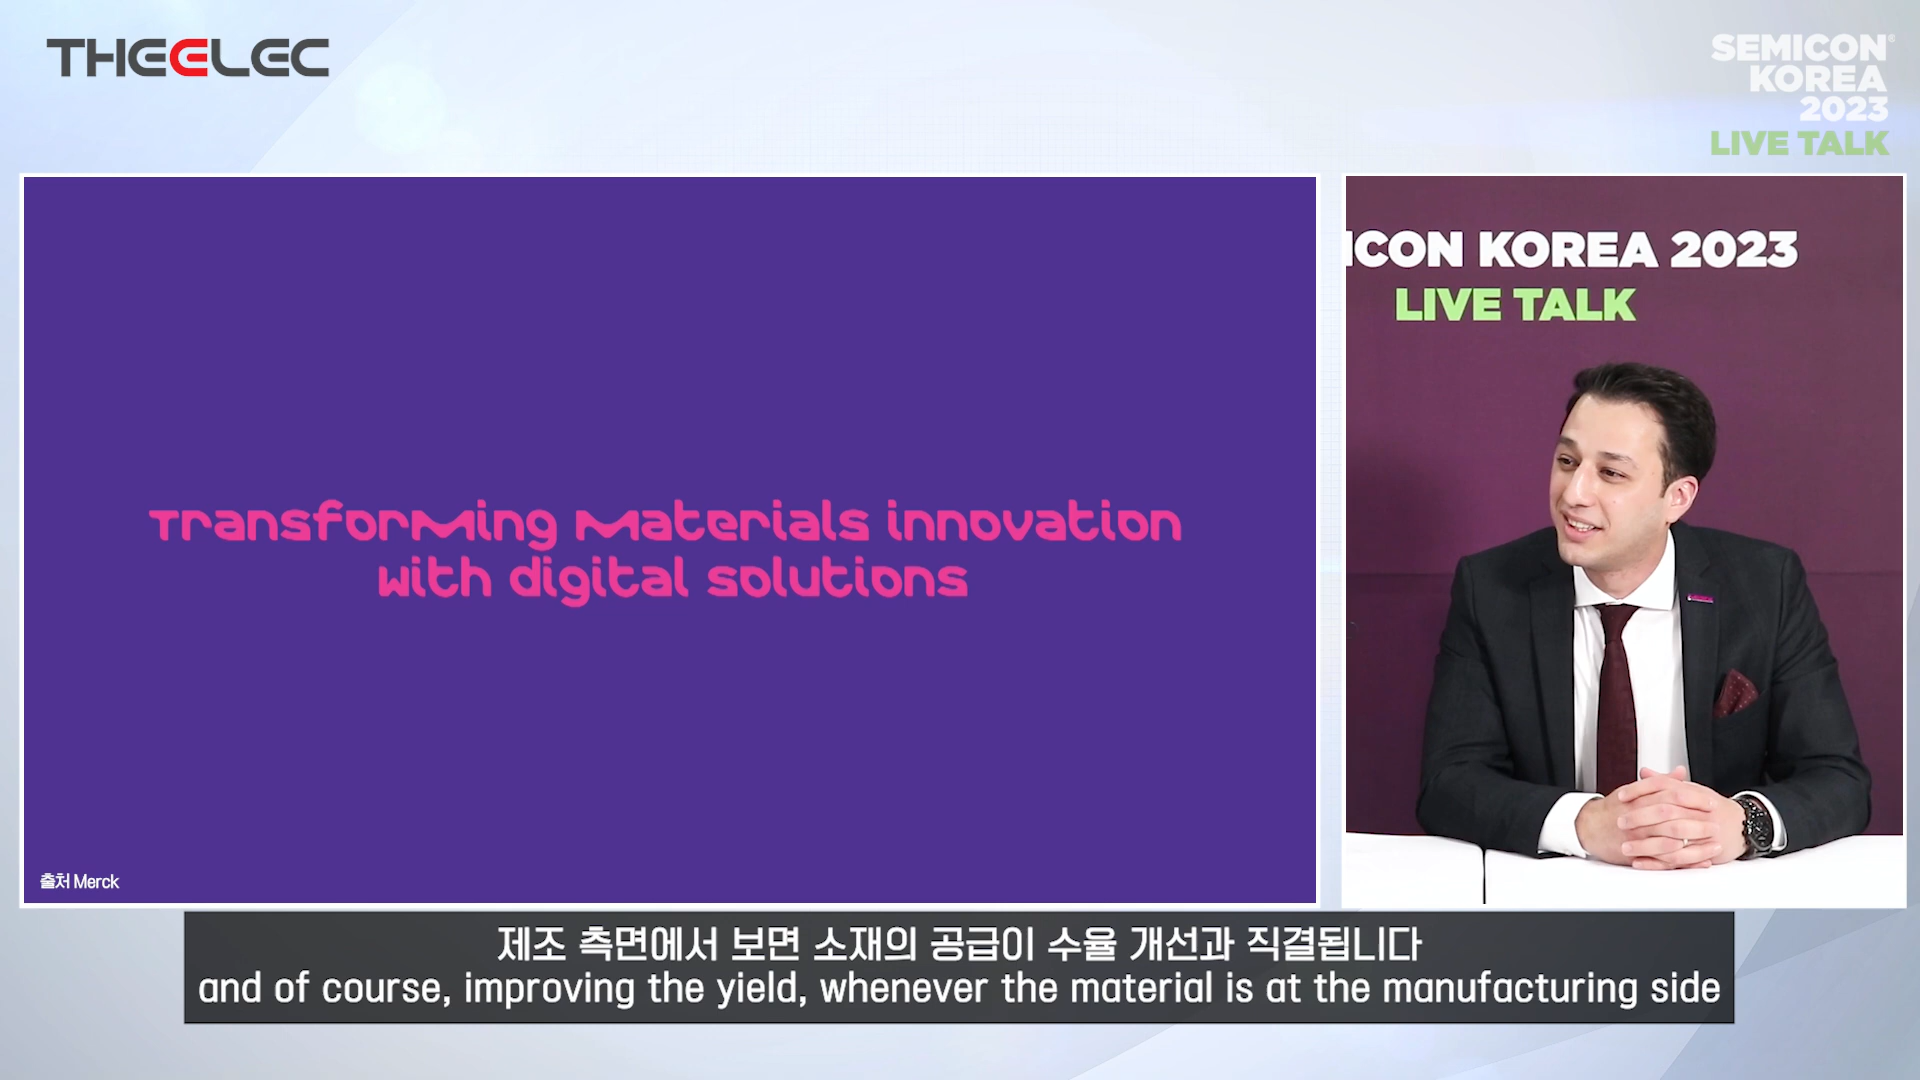 THEELEC
SEMICON®
KOREA
2023
LIVE TALK
ICON KOREA 2023
LIVE TALK
Transforming Materials innovation
with digital solutions
출처 Merck
제조 측면에서 보면 소재의 공급이 수율 개선과 직결됩니다
and of course, improving the yield, whenever the material is at the manufacturing side